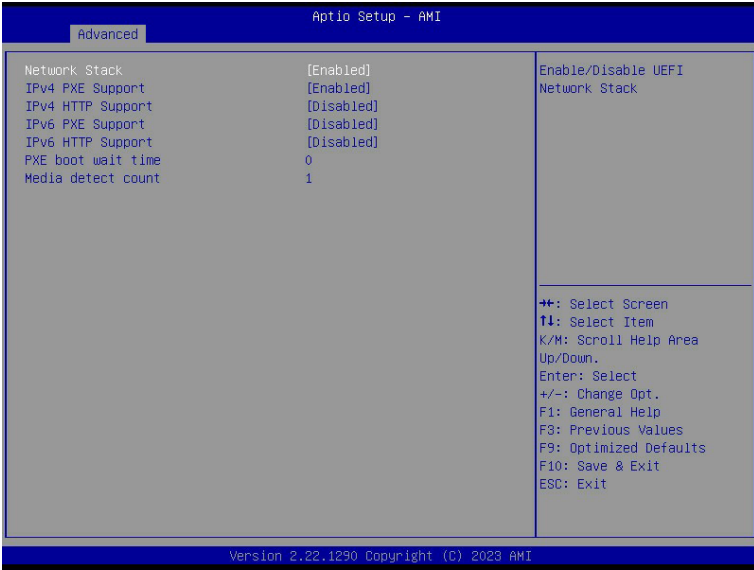 Aptio Setup – AMI
Advanced
Network Stack [Enabled]
IPv4 PXE Support [Enabled]
IPv4 HTTP Support [Disabled]
IPv6 PXE Support [Disabled]
IPv6 HTTP Support [Disabled]
PXE boot wait time 0
Media detect count 1
Enable/Disable UEFI
Network Stack
→←: Select Screen
↑↓: Select Item
K/M: Scroll Help Area
Up/Down.
Enter: Select
+/-: Change Opt.
F1: General Help
F3: Previous Values
F9: Optimized Defaults
F10: Save & Exit
ESC: Exit
Version 2.22.1290 Copyright (C) 2023 AMI